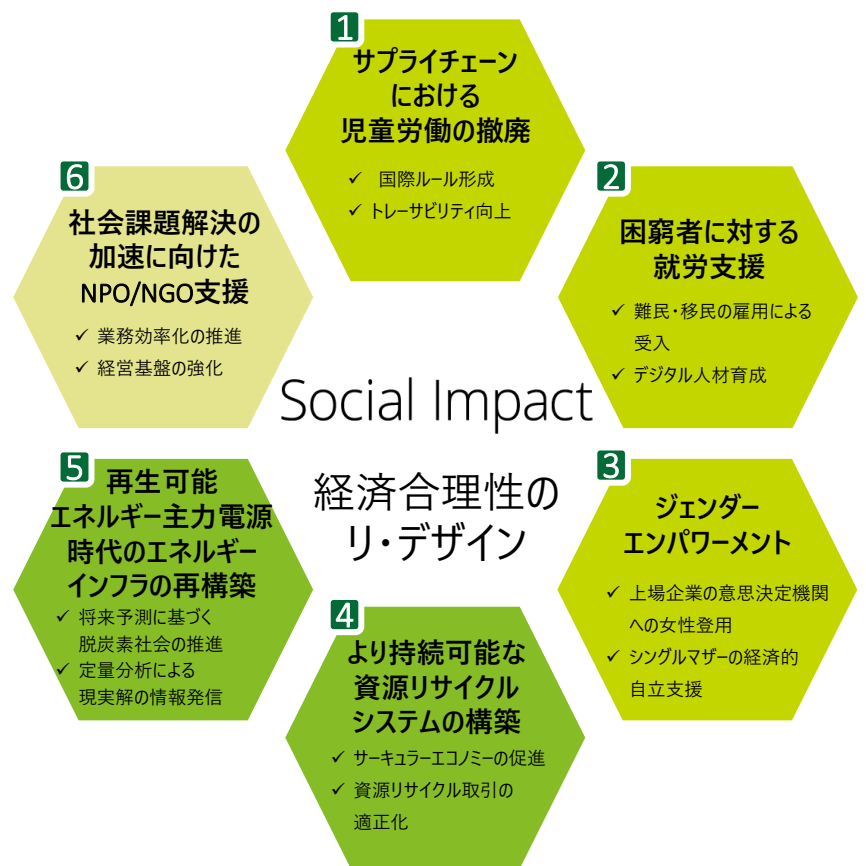 1
サプライチェーン
における
児童労働の撤廃
✓ 国際ルール形成
✓ トレーサビリティ向上
2
困窮者に対する
就労支援
✓ 難民・移民の雇用による
受入
✓ デジタル人材育成
3
ジェンダー
エンパワーメント
✓ 上場企業の意思決定機関
への女性登用
✓ シングルマザーの経済的
自立支援
4
より持続可能な
資源リサイクル
システムの構築
✓ サーキュラーエコノミーの促進
✓ 資源リサイクル取引の
適正化
5
再生可能
エネルギー主力電源
時代のエネルギー
インフラの再構築
✓ 将来予測に基づく
脱炭素社会の推進
✓ 定量分析による
現実解の情報発信
6
社会課題解決の
加速に向けた
NPO/NGO支援
✓ 業務効率化の推進
✓ 経営基盤の強化
Social Impact
経済合理性の
リ・デザイン